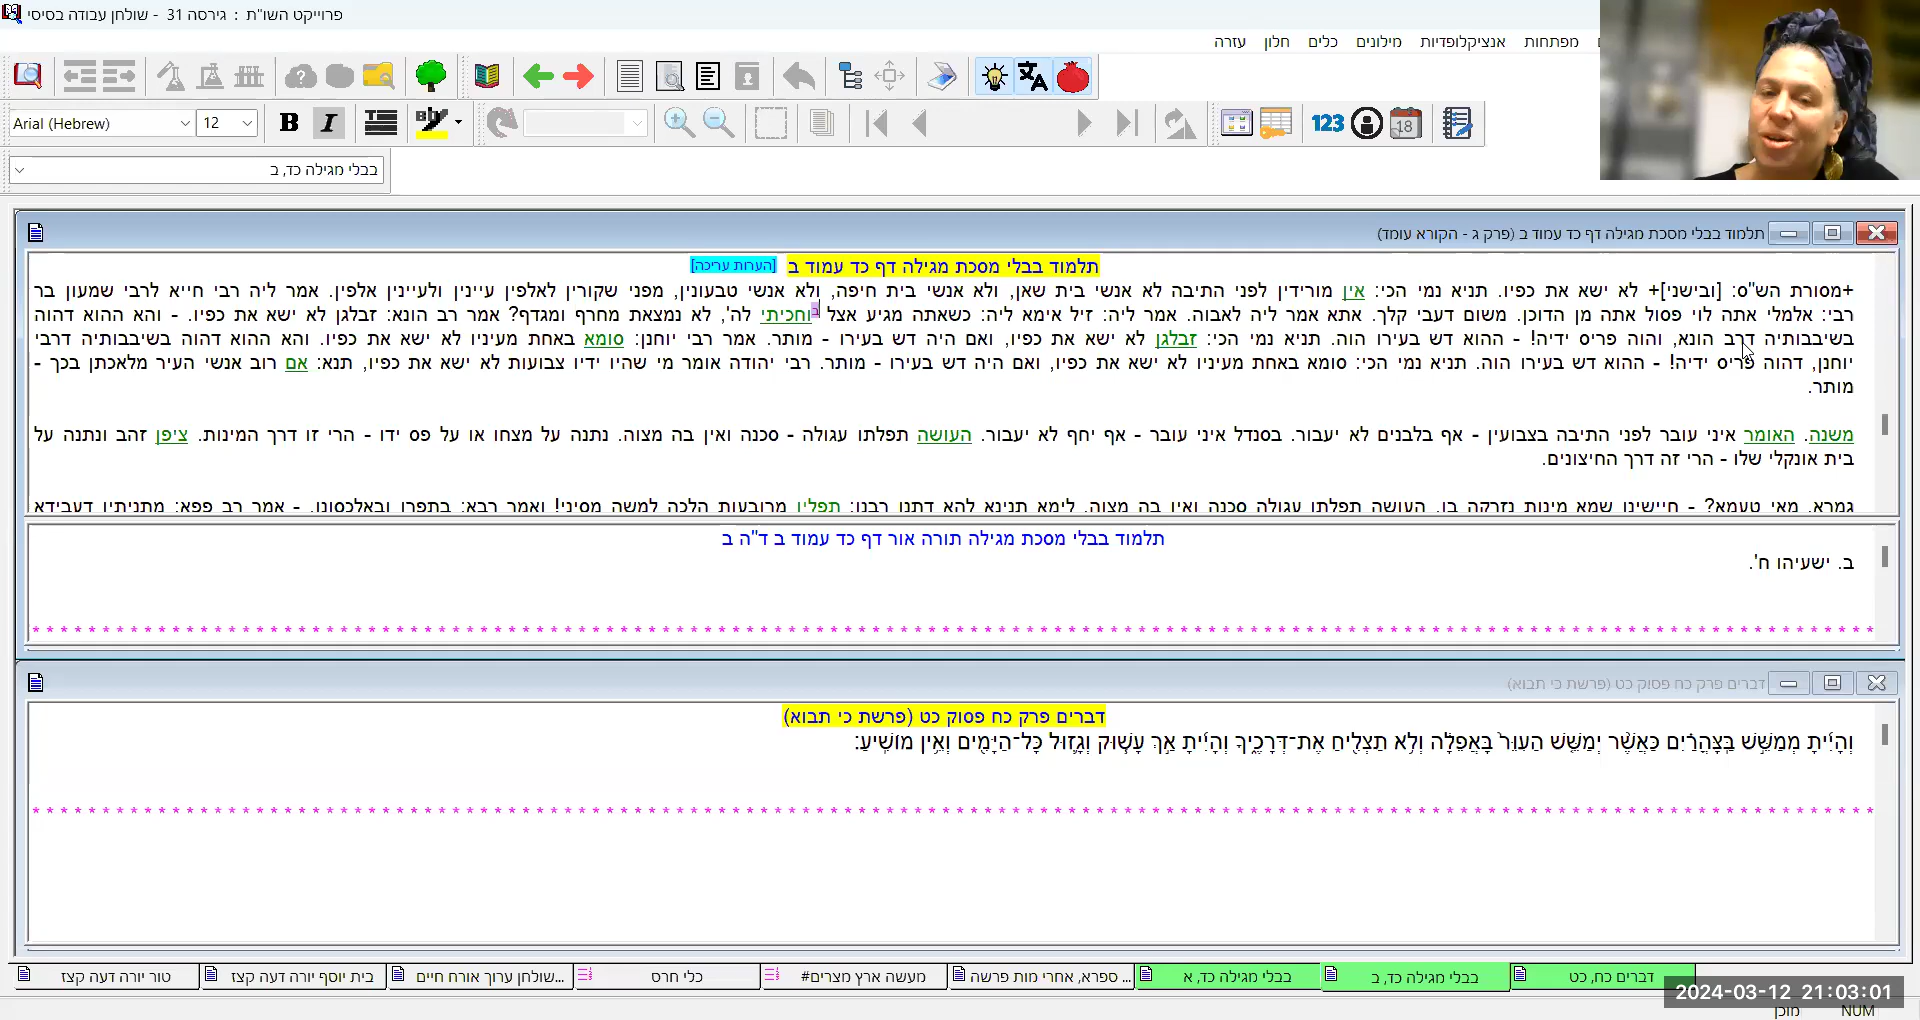 פרוייקט השו"ת : גירסה 31 - שולחן עבודה בסיסי
מפתחות אנציקלופדיות מילונים כלים חלון עזרה
Arial (Hebrew) 12 B I by 123 18
בבלי מגילה כד, ב
תלמוד בבלי מסכת מגילה דף כד עמוד ב (פרק ג - הקורא עומד)
תלמוד בבלי מסכת מגילה דף כד עמוד ב [הערות עריכה]
+מסורת הש"ס: [ובישני]+ לא ישא את כפיו. תניא נמי הכי: אין מורידין לפני התיבה לא אנשי בית שאן, ולא אנשי בית חיפה, ולא אנשי טבעונין, מפני שקורין לאלפין עיינין ולעיינין אלפין. אמר ליה רבי חייא לרבי שמעון בר
רבי: אלמלי אתה לוי פסול אתה מן הדוכן. משום דעבי קלך. אתא אמר ליה לאבוה. אמר ליה: זיל אימא ליה: כשאתה מגיע אצל בוחכיתי לה', לא נמצאת מחרף ומגדף? אמר רב הונא: זבלגן לא ישא את כפיו. - והא ההוא דהוה
בשיבבותיה דרב הונא, והוה פריס ידיה! - ההוא דש בעירו הוה. תניא נמי הכי: זבלגן לא ישא את כפיו, ואם היה דש בעירו - מותר. אמר רבי יוחנן: סומא באחת מעיניו לא ישא את כפיו. והא ההוא דהוה בשיבבותיה דרבי
יוחנן, דהוה פריס ידיה! - ההוא דש בעירו הוה. תניא נמי הכי: סומא באחת מעיניו לא ישא את כפיו, ואם היה דש בעירו - מותר. רבי יהודה אומר מי שהיו ידיו צבועות לא ישא את כפיו, תנא: אם רוב אנשי העיר מלאכתן בכך -
מותר.
משנה. האומר איני עובר לפני התיבה בצבועין - אף בלבנים לא יעבור. בסנדל איני עובר - אף יחף לא יעבור. העושה תפלתו עגולה - סכנה ואין בה מצוה. נתנה על מצחו או על פס ידו - הרי זו דרך המינות. ציפן זהב ונתנה על
בית אונקלי שלו - הרי זה דרך החיצונים.
גמרא. מאי טעמא? - חיישינן שמא מינות נזרקה בו. העושה תפלתו עגולה סכנה ואין בה מצוה. לימא תנינא להא דתנו רבנן: תפלין מרובעות הלכה למשה מסיני! ואמר רבא: בתפרן ובאלכסונן. - אמר רב פפא: מתניתין דעבידא
תלמוד בבלי מסכת מגילה תורה אור דף כד עמוד ב ד"ה ב
ב. ישעיהו ח'.
דברים פרק כח פסוק כט (פרשת כי תבוא)
דברים פרק כח פסוק כט (פרשת כי תבוא)
וְהָיִ֜יתָ מְמַשֵּׁ֣שׁ בַּֽצָּהֳרַ֗יִם כַּאֲשֶׁ֨ר יְמַשֵּׁ֤שׁ הַעִוֵּר֙ בָּאֲפֵלָ֔ה וְלֹ֥א תַצְלִ֖יחַ אֶת־דְּרָכֶ֑יךָ וְהָיִ֜יתָ אַ֣ךְ עָשׁ֧וּק וְגָז֛וּל כָּל־הַיָּמִ֖ים וְאֵ֥ין מוֹשִֽׁיעַ:
דברים כח, כט
בבלי מגילה כד, ב
בבלי מגילה כד, א
ספרא, אחרי מות פרשה ...
מעשה ארץ מצרים#
כלי חרס
שולחן ערוך אורח חיים...
בית יוסף יורה דעה קצז
טור יורה דעה קצז
2024-03-12 21:03:01
מוכן NUM